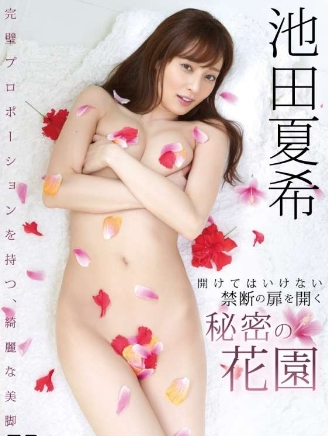 池田夏希
開けてはいけない
禁断の扉を開く
秘密の
花園
完璧プロポーションを持つ、綺麗な美脚